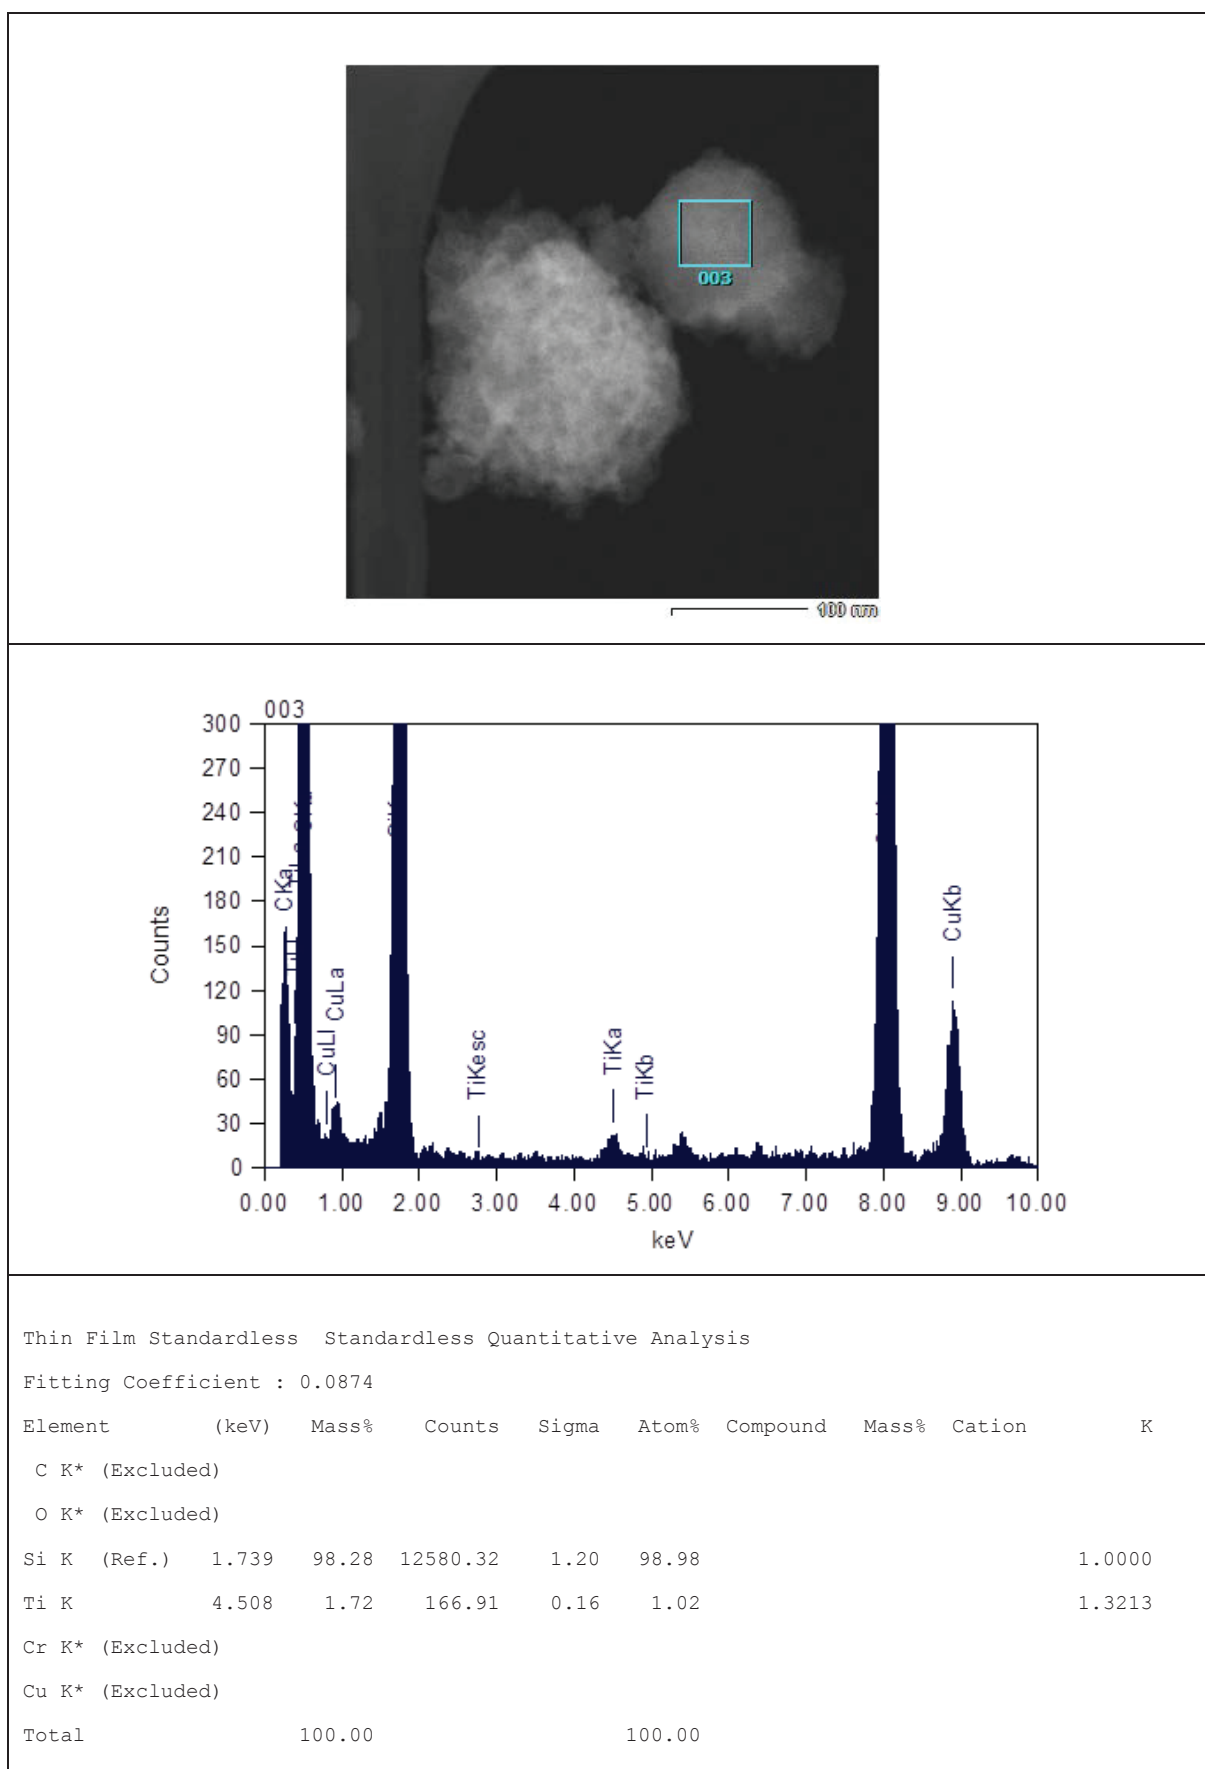 003
100 nm
003
300
270
240
210
180
150
120
90
60
30
0
Counts
CKa
CuLl
CuLa
TiKesc
TiKa
TiKb
CuKb
0.00 1.00 2.00 3.00 4.00 5.00 6.00 7.00 8.00 9.00 10.00
keV
Thin Film Standardless Standardless Quantitative Analysis
Fitting Coefficient : 0.0874
Element (keV) Mass% Counts Sigma Atom% Compound Mass% Cation K
C K* (Excluded)
O K* (Excluded)
Si K (Ref.) 1.739 98.28 12580.32 1.20 98.98 1.0000
Ti K 4.508 1.72 166.91 0.16 1.02 1.3213
Cr K* (Excluded)
Cu K* (Excluded)
Total 100.00 100.00